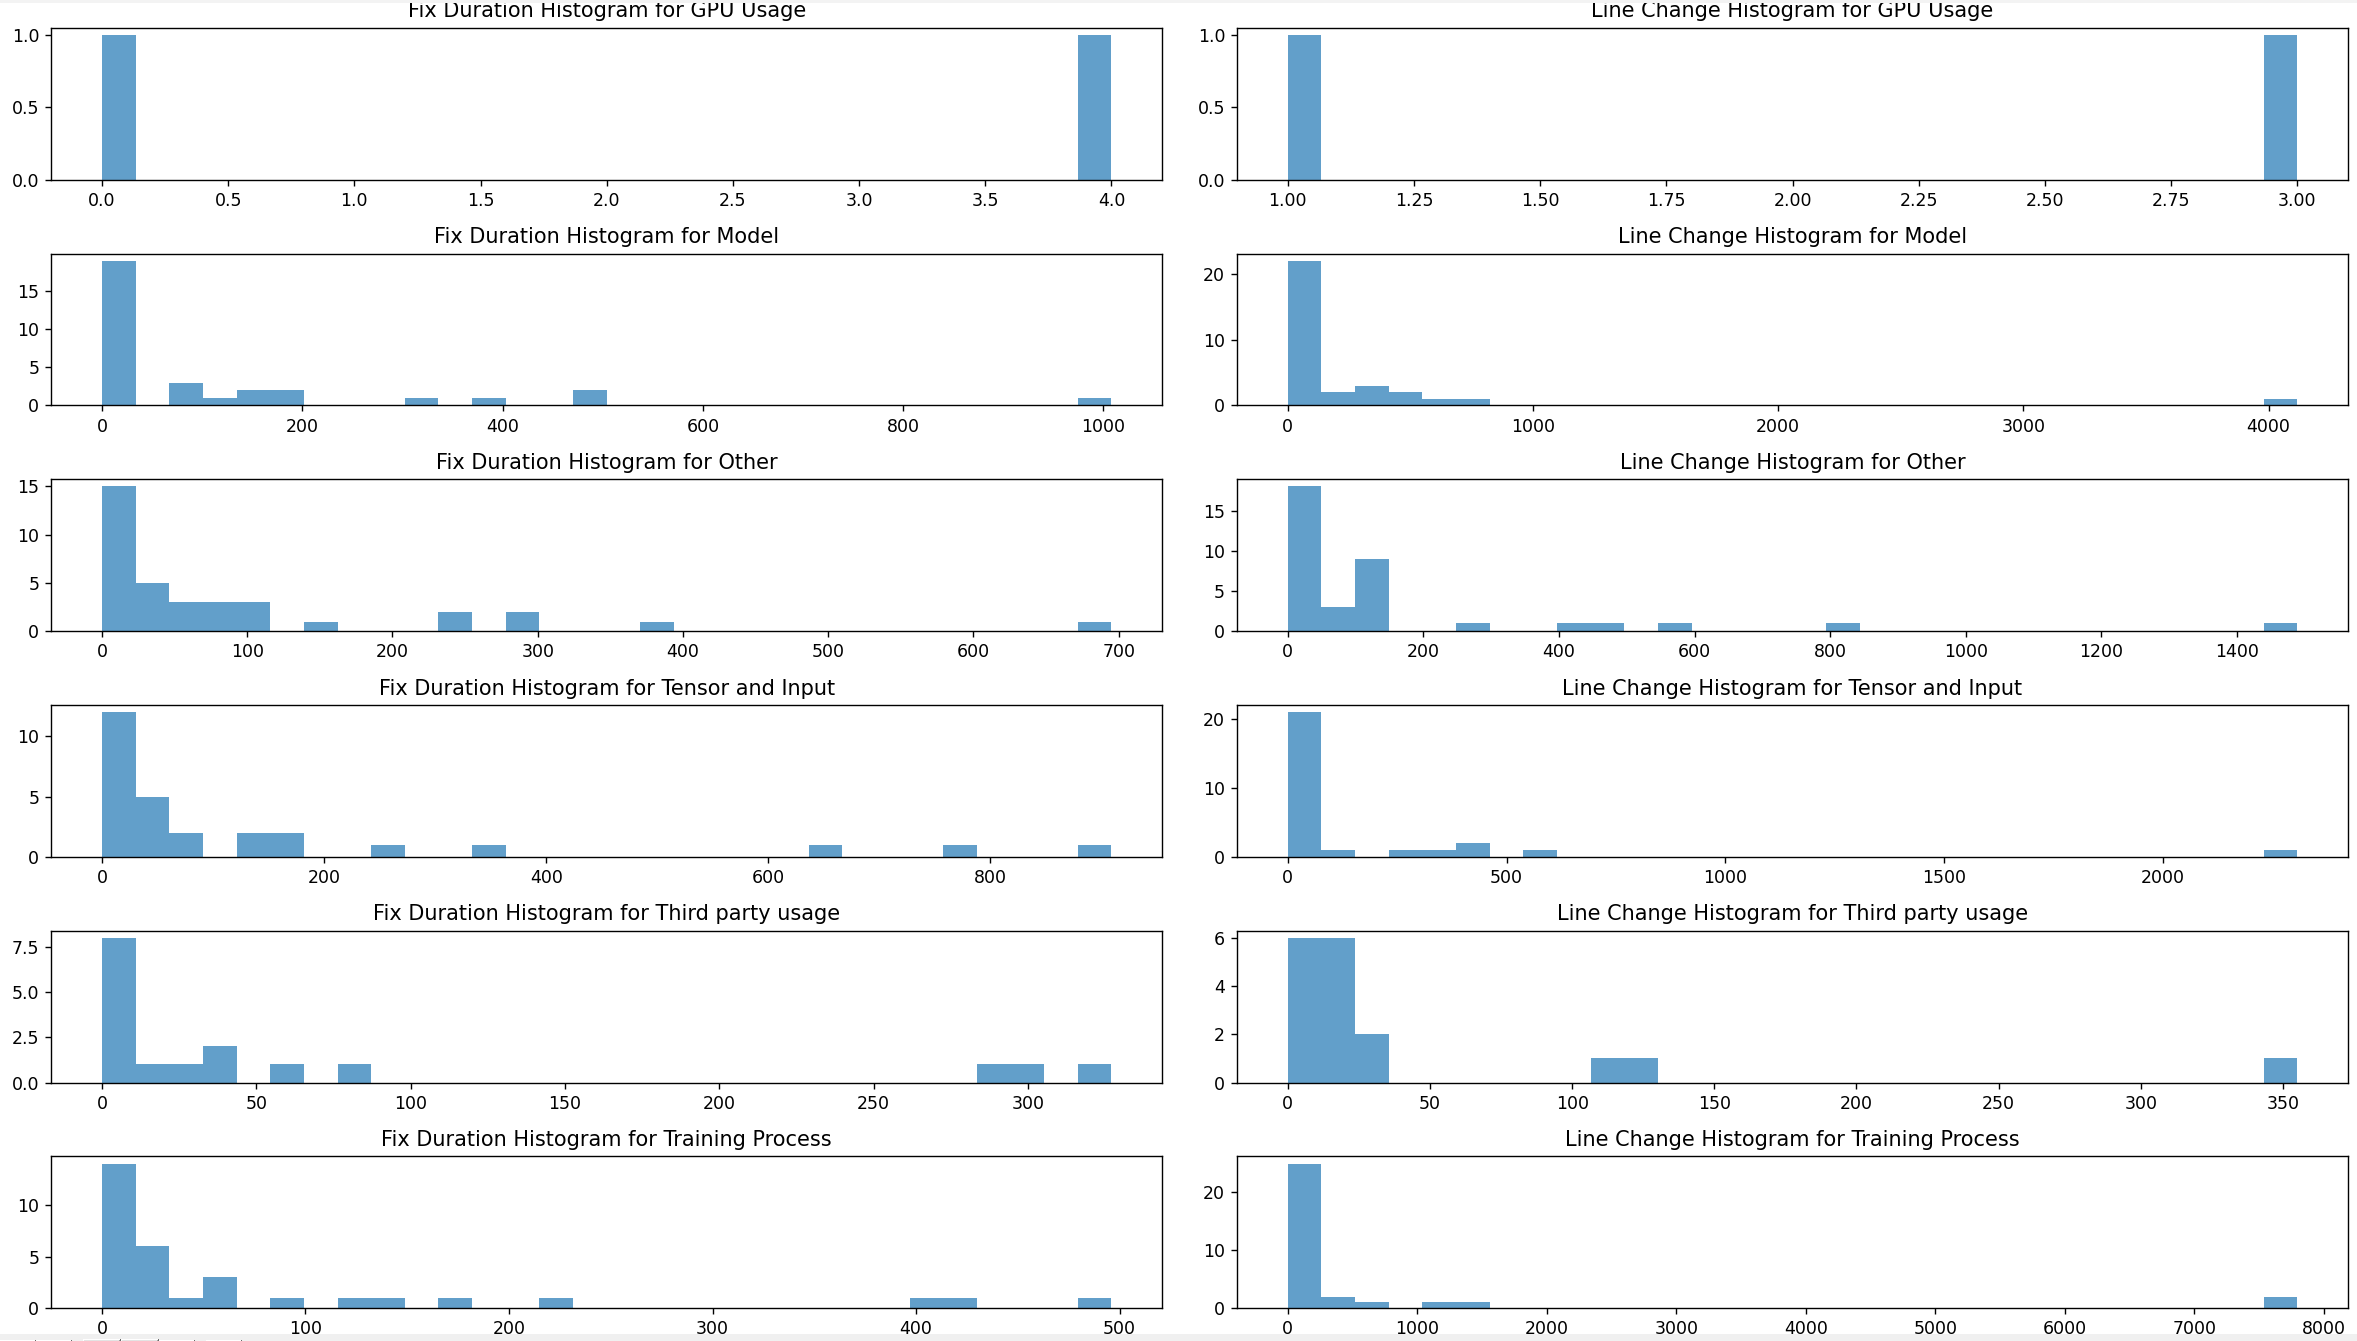 Fix Duration Histogram for GPU Usage
1.0
0.5
0.0
0.0 0.5 1.0 1.5 2.0 2.5 3.0 3.5 4.0
Line Change Histogram for GPU Usage
1.0
0.5
0.0
1.00 1.25 1.50 1.75 2.00 2.25 2.50 2.75 3.00
Fix Duration Histogram for Model
15
10
5
0
0 200 400 600 800 1000
Line Change Histogram for Model
20
10
0
0 1000 2000 3000 4000
Fix Duration Histogram for Other
15
10
5
0
0 100 200 300 400 500 600 700
Line Change Histogram for Other
15
10
5
0
0 200 400 600 800 1000 1200 1400
Fix Duration Histogram for Tensor and Input
10
5
0
0 200 400 600 800
Line Change Histogram for Tensor and Input
20
10
0
0 500 1000 1500 2000
Fix Duration Histogram for Third party usage
7.5
5.0
2.5
0.0
0 50 100 150 200 250 300
Line Change Histogram for Third party usage
6
4
2
0
0 50 100 150 200 250 300 350
Fix Duration Histogram for Training Process
10
5
0
0 100 200 300 400 500
Line Change Histogram for Training Process
20
10
0
0 1000 2000 3000 4000 5000 6000 7000 8000